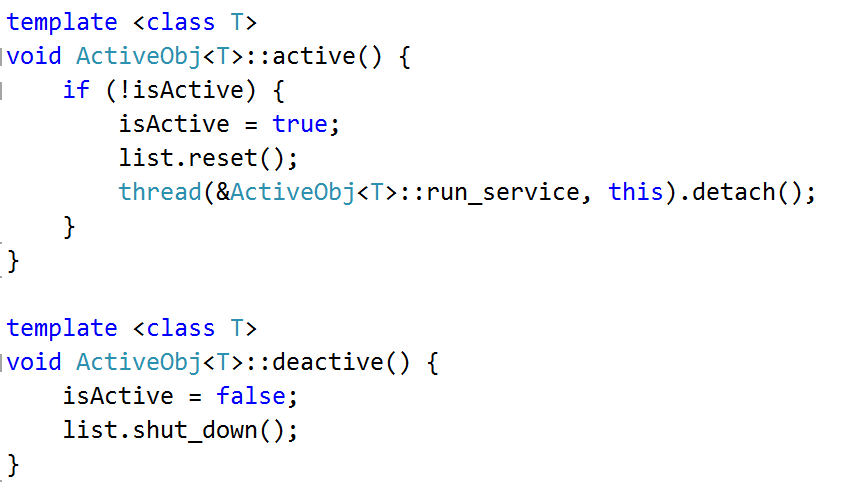 template <class T>
void ActiveObj<T>::active() {
    if (!isActive) {
        isActive = true;
        list.reset();
        thread(&ActiveObj<T>::run_service, this).detach();
    }
}

template <class T>
void ActiveObj<T>::deactive() {
    isActive = false;
    list.shut_down();
}